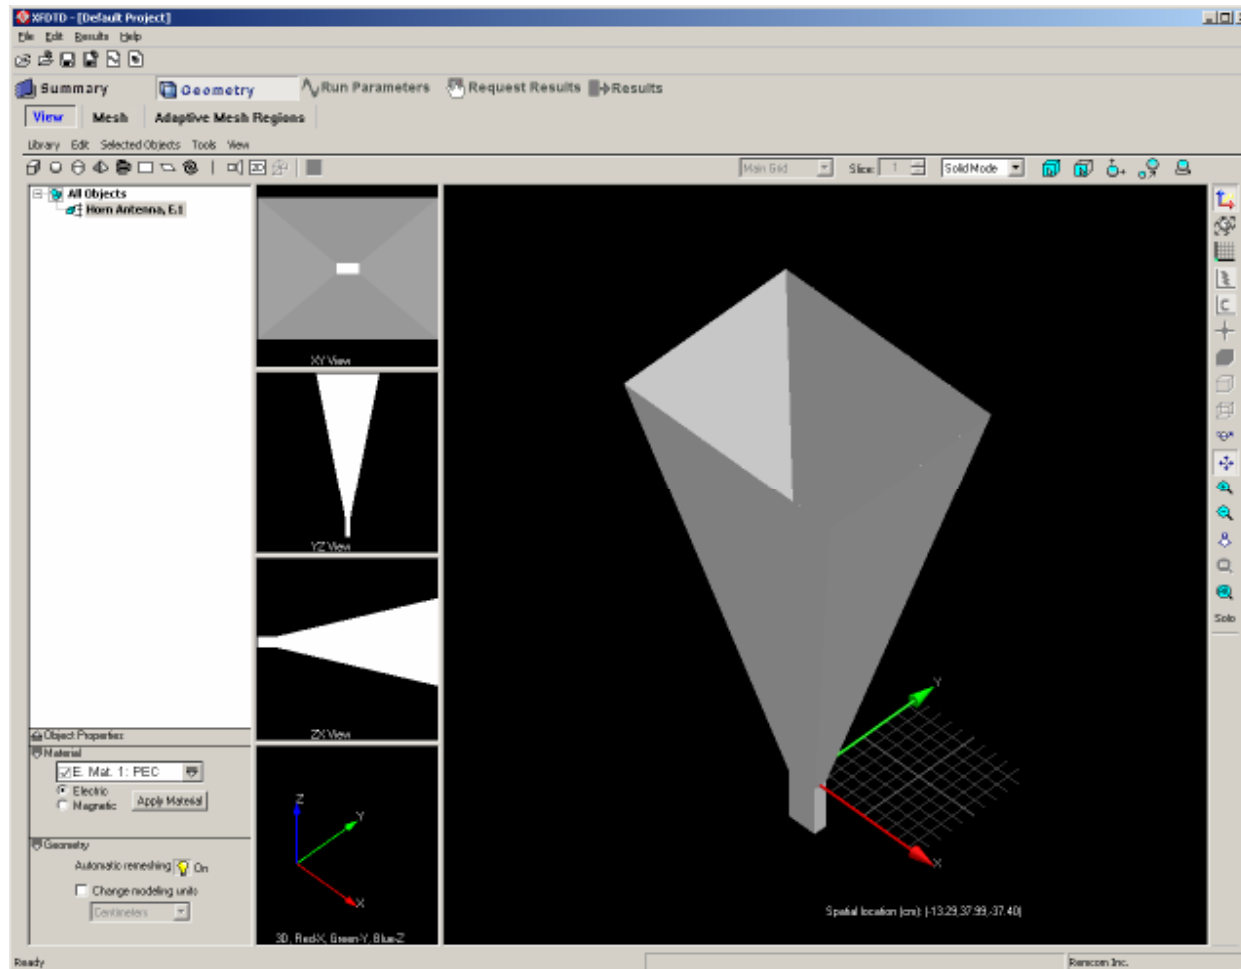 XFDTD - [Default Project]
File Edit Results Help
Summary Geometry Run Parameters Request Results Results
View Mesh Adaptive Mesh Regions
Library Edit Selected Objects Tools View
Main Grid Slice: 1 Solid Mode
All Objects
Horn Antenna, E.1
XY View
YZ View
ZX View
Object Properties
Material
E. Mat. 1: PEC
Electric
Magnetic Apply Material
Geometry
Automatic remeshing On
Change modeling units
Centimeters
Z
Y
X
3D, Red-X, Green-Y, Blue-Z
Y
X
Spatial location (cm): (-13.29,37.99,-37.40)
C
Solo
Ready
Remcom Inc.